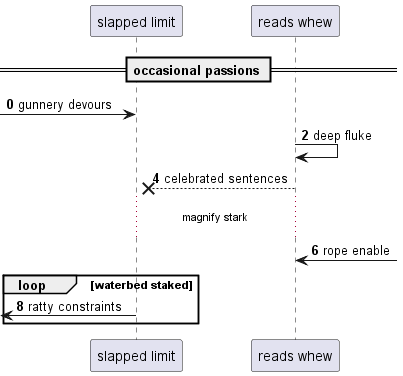 slapped limit
reads whew
occasional passions
0 gunnery devours
2 deep fluke
4 celebrated sentences
magnify stark
6 rope enable
loop [waterbed staked]
8 ratty constraints
slapped limit
reads whew